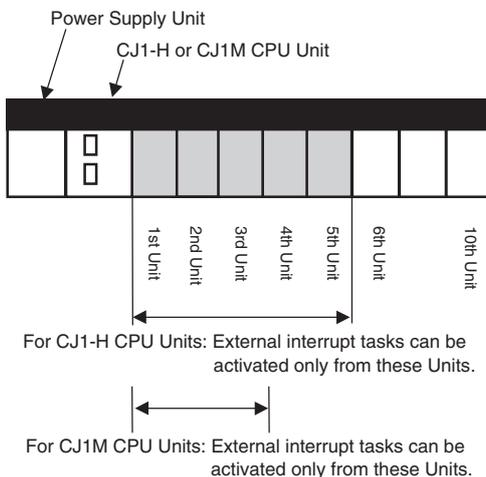 Power Supply Unit
CJ1-H or CJ1M CPU Unit
1st Unit
2nd Unit
3rd Unit
4th Unit
5th Unit
6th Unit
10th Unit
For CJ1-H CPU Units: External interrupt tasks can be
activated only from these Units.
For CJ1M CPU Units: External interrupt tasks can be
activated only from these Units.